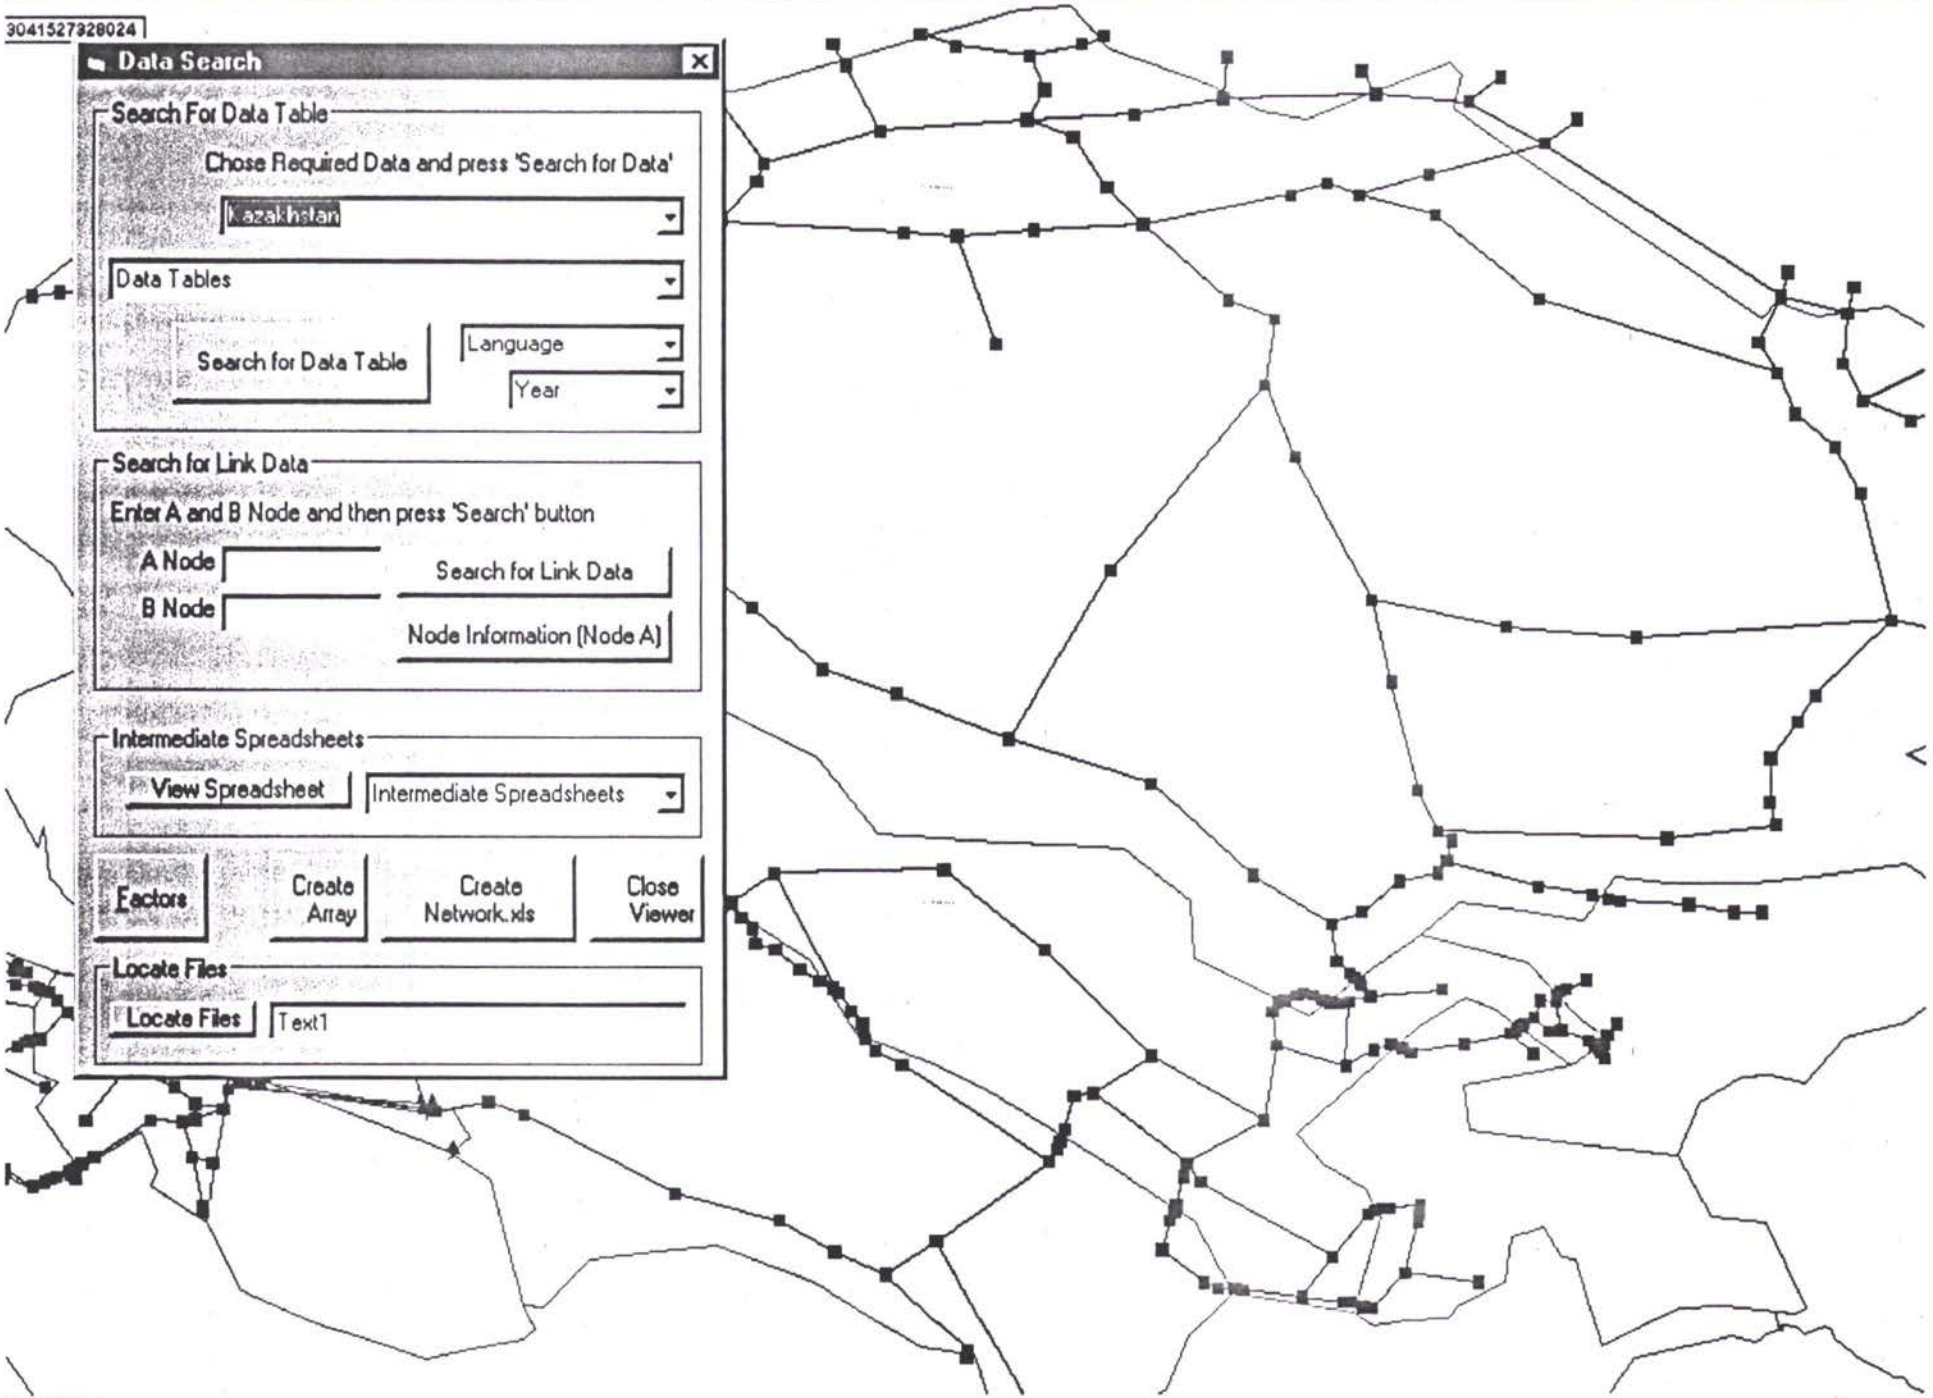 3041527328024
Data Search
Search For Data Table
Chose Required Data and press 'Search for Data'
Kazakhstan
Data Tables
Search for Data Table
Language
Year
Search for Link Data
Enter A and B Node and then press 'Search' button
A Node
Search for Link Data
B Node
Node Information (Node A)
Intermediate Spreadsheets
View Spreadsheet
Intermediate Spreadsheets
Factors
Create
Array
Create
Network.xls
Close
Viewer
Locate Files
Locate Files
Text1